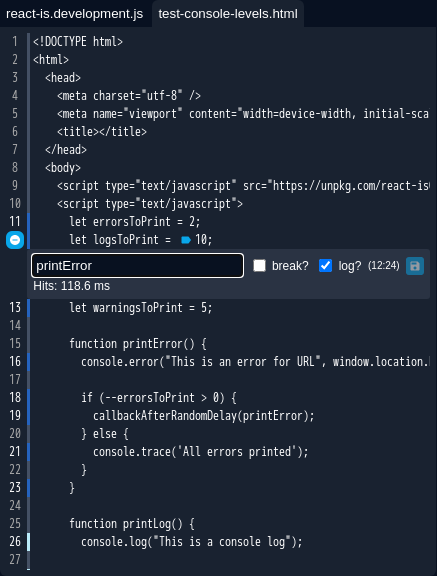 react-is.development.js test-console-levels.html
1 <!DOCTYPE html>
2 <html>
3 <head>
4 <meta charset="utf-8" />
5 <meta name="viewport" content="width=device-width, initial-sca
6 <title></title>
7 </head>
8 <body>
9 <script type="text/javascript" src="https://unpkg.com/react-is
10 <script type="text/javascript">
11 let errorsToPrint = 2;
let logsToPrint = 10;
printError break? log? (12:24)
Hits: 118.6 ms
13 let warningsToPrint = 5;
14
15 function printError() {
16 console.error("This is an error for URL", window.location.
17
18 if (--errorsToPrint > 0) {
19 callbackAfterRandomDelay(printError);
20 } else {
21 console.trace('All errors printed');
22 }
23 }
24
25 function printLog() {
26 console.log("This is a console log");
27